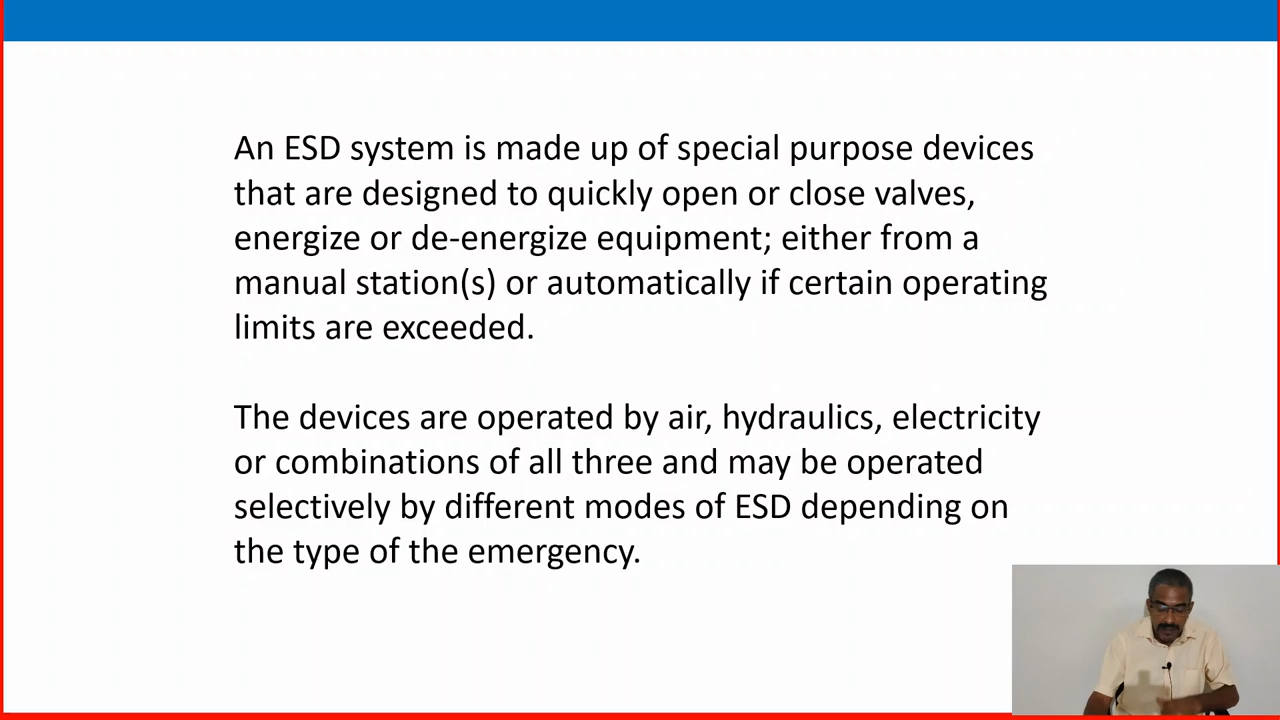 An ESD system is made up of special purpose devices
that are designed to quickly open or close valves,
energize or de-energize equipment; either from a
manual station(s) or automatically if certain operating
limits are exceeded.
The devices are operated by air, hydraulics, electricity
or combinations of all three and may be operated
selectively by different modes of ESD depending on
the type of the emergency.